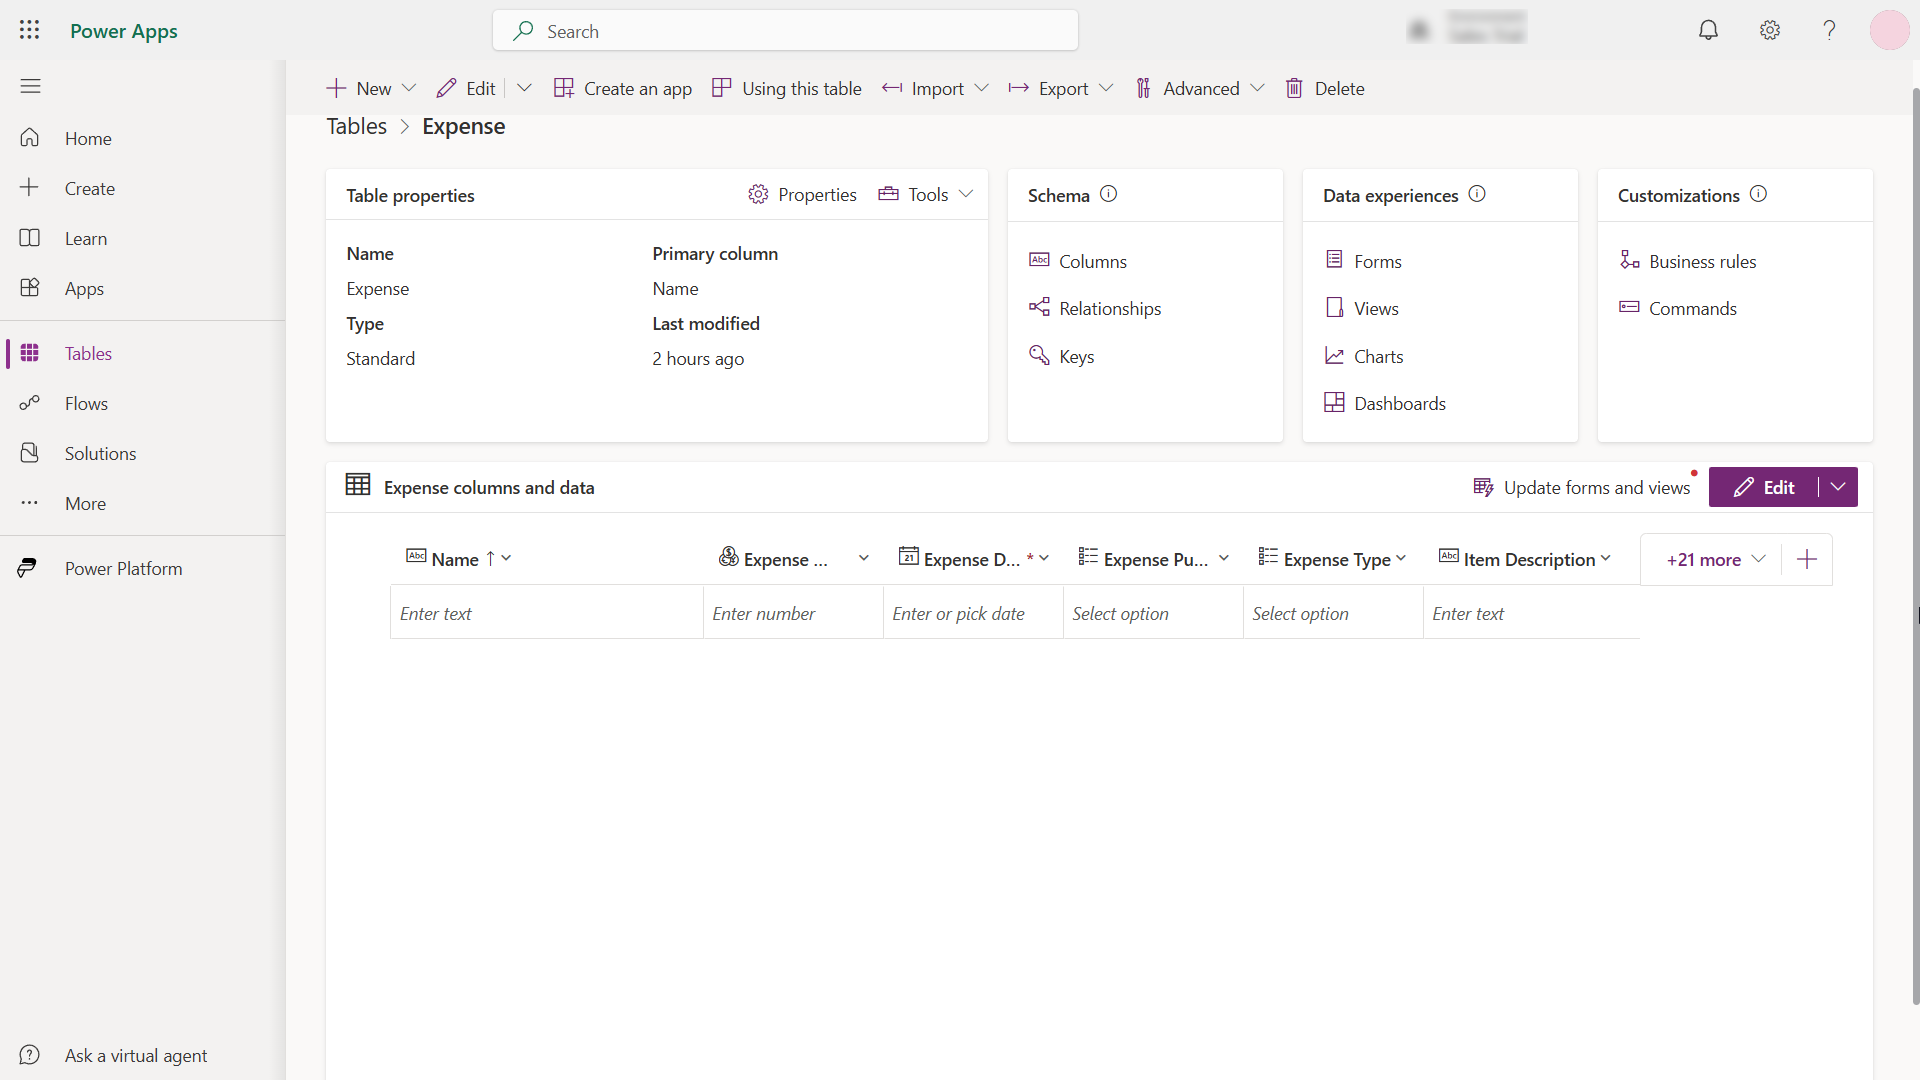 Power Apps
Search
New
Edit
Create an app
Using this table
Import
Export
Advanced
Delete
Home
Create
Learn
Apps
Tables
Flows
Solutions
More
Power Platform
Ask a virtual agent
Tables > Expense
Table properties
Properties
Tools
Name
Primary column
Expense
Name
Type
Last modified
Standard
2 hours ago
Schema
Columns
Relationships
Keys
Data experiences
Forms
Views
Charts
Dashboards
Customizations
Business rules
Commands
Expense columns and data
Update forms and views
Edit
Abc Name ↑
Expense ...
21 Expense D... *
Expense Pu...
Expense Type
Abc Item Description
+21 more
Enter text
Enter number
Enter or pick date
Select option
Select option
Enter text